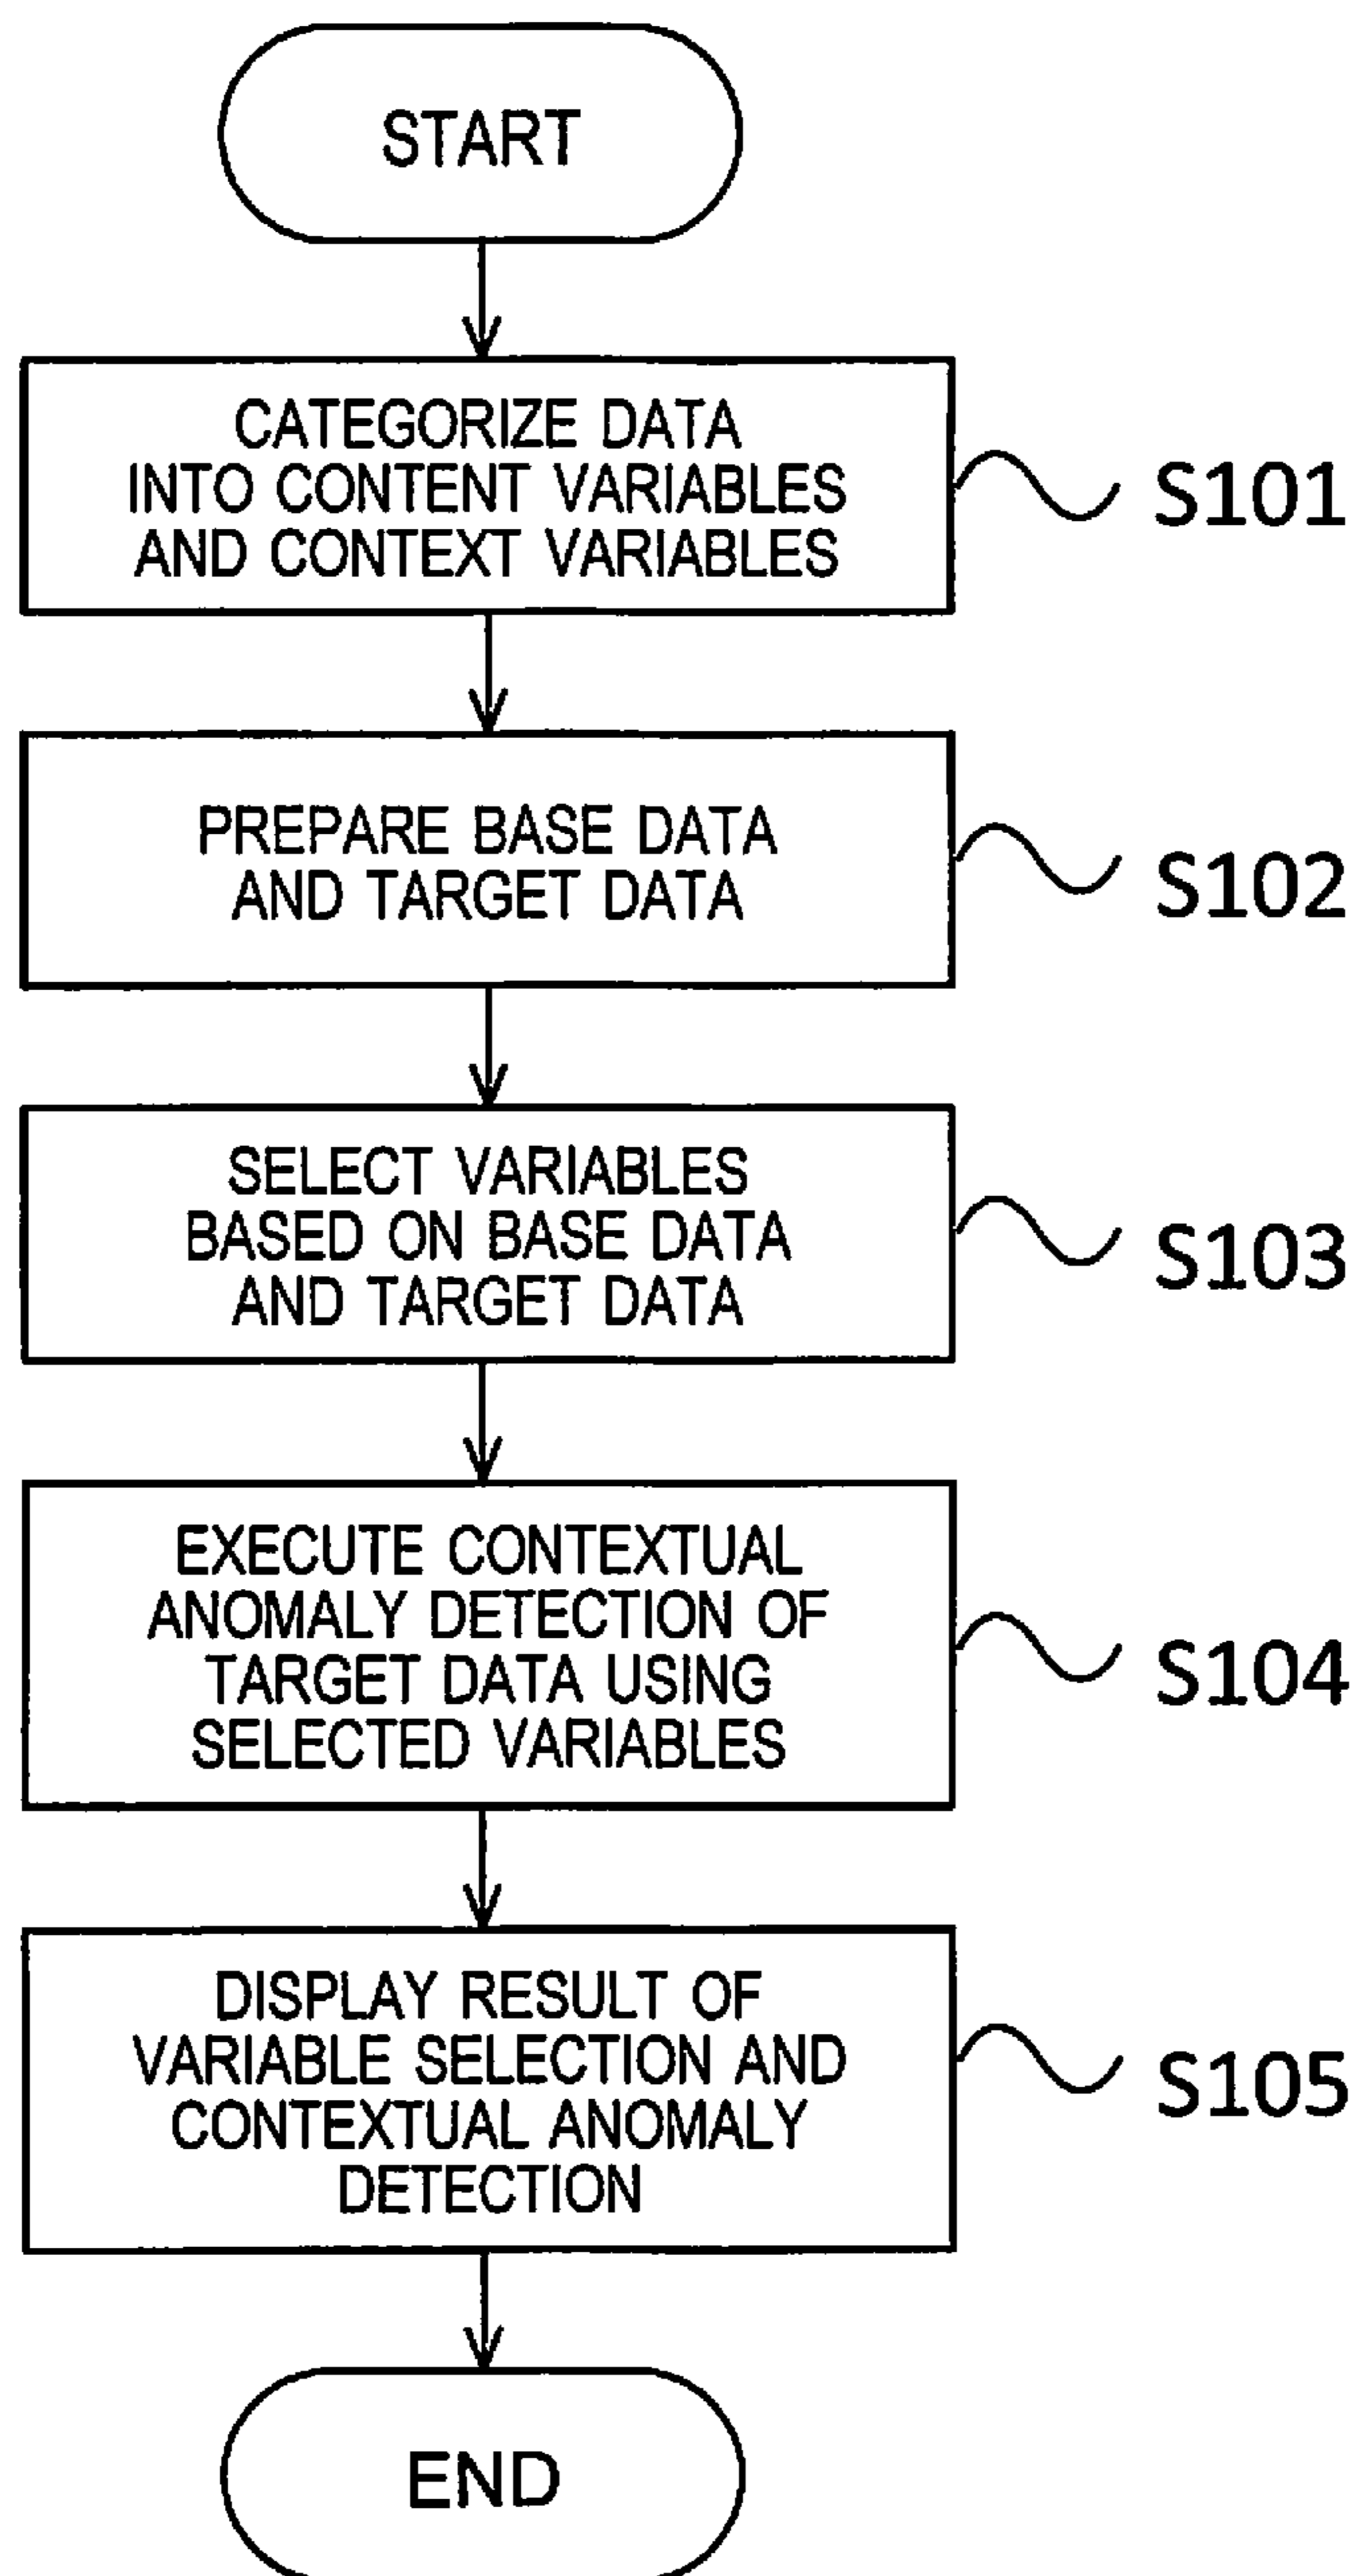 START
CATEGORIZE DATA
INTO CONTENT VARIABLES
AND CONTEXT VARIABLES
S101
PREPARE BASE DATA
AND TARGET DATA
S102
SELECT VARIABLES
BASED ON BASE DATA
AND TARGET DATA
S103
EXECUTE CONTEXTUAL
ANOMALY DETECTION OF
TARGET DATA USING
SELECTED VARIABLES
S104
DISPLAY RESULT OF
VARIABLE SELECTION AND
CONTEXTUAL ANOMALY
DETECTION
S105
END